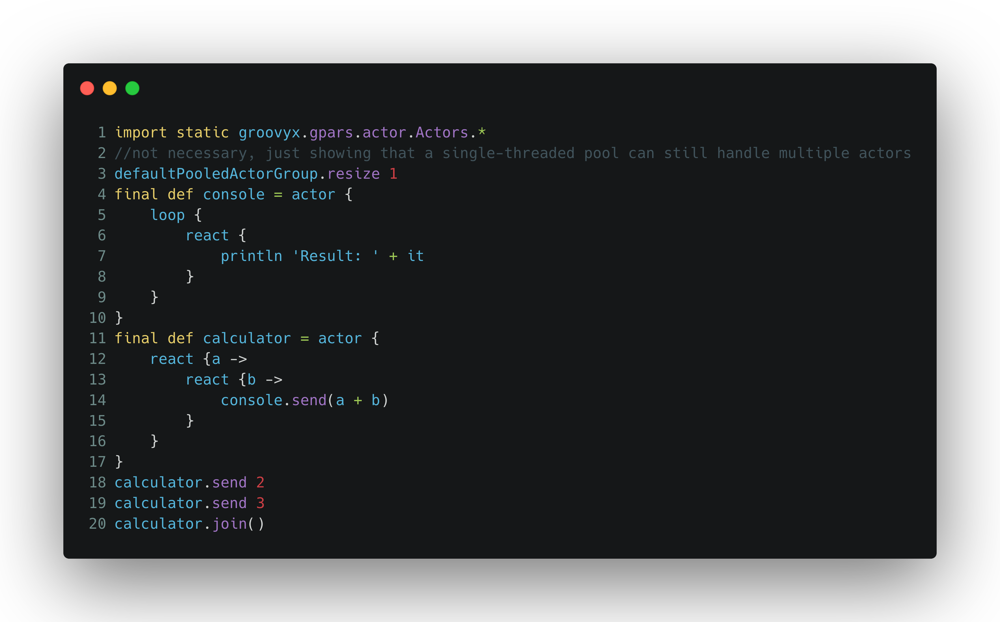 1 import static groovyx.gpars.actor.Actors.*
2 //not necessary, just showing that a single-threaded pool can still handle multiple actors
3 defaultPooledActorGroup.resize 1
4 final def console = actor {
5     loop {
6         react {
7             println 'Result: ' + it
8         }
9     }
10 }
11 final def calculator = actor {
12     react {a ->
13         react {b ->
14             console.send(a + b)
15         }
16     }
17 }
18 calculator.send 2
19 calculator.send 3
20 calculator.join()